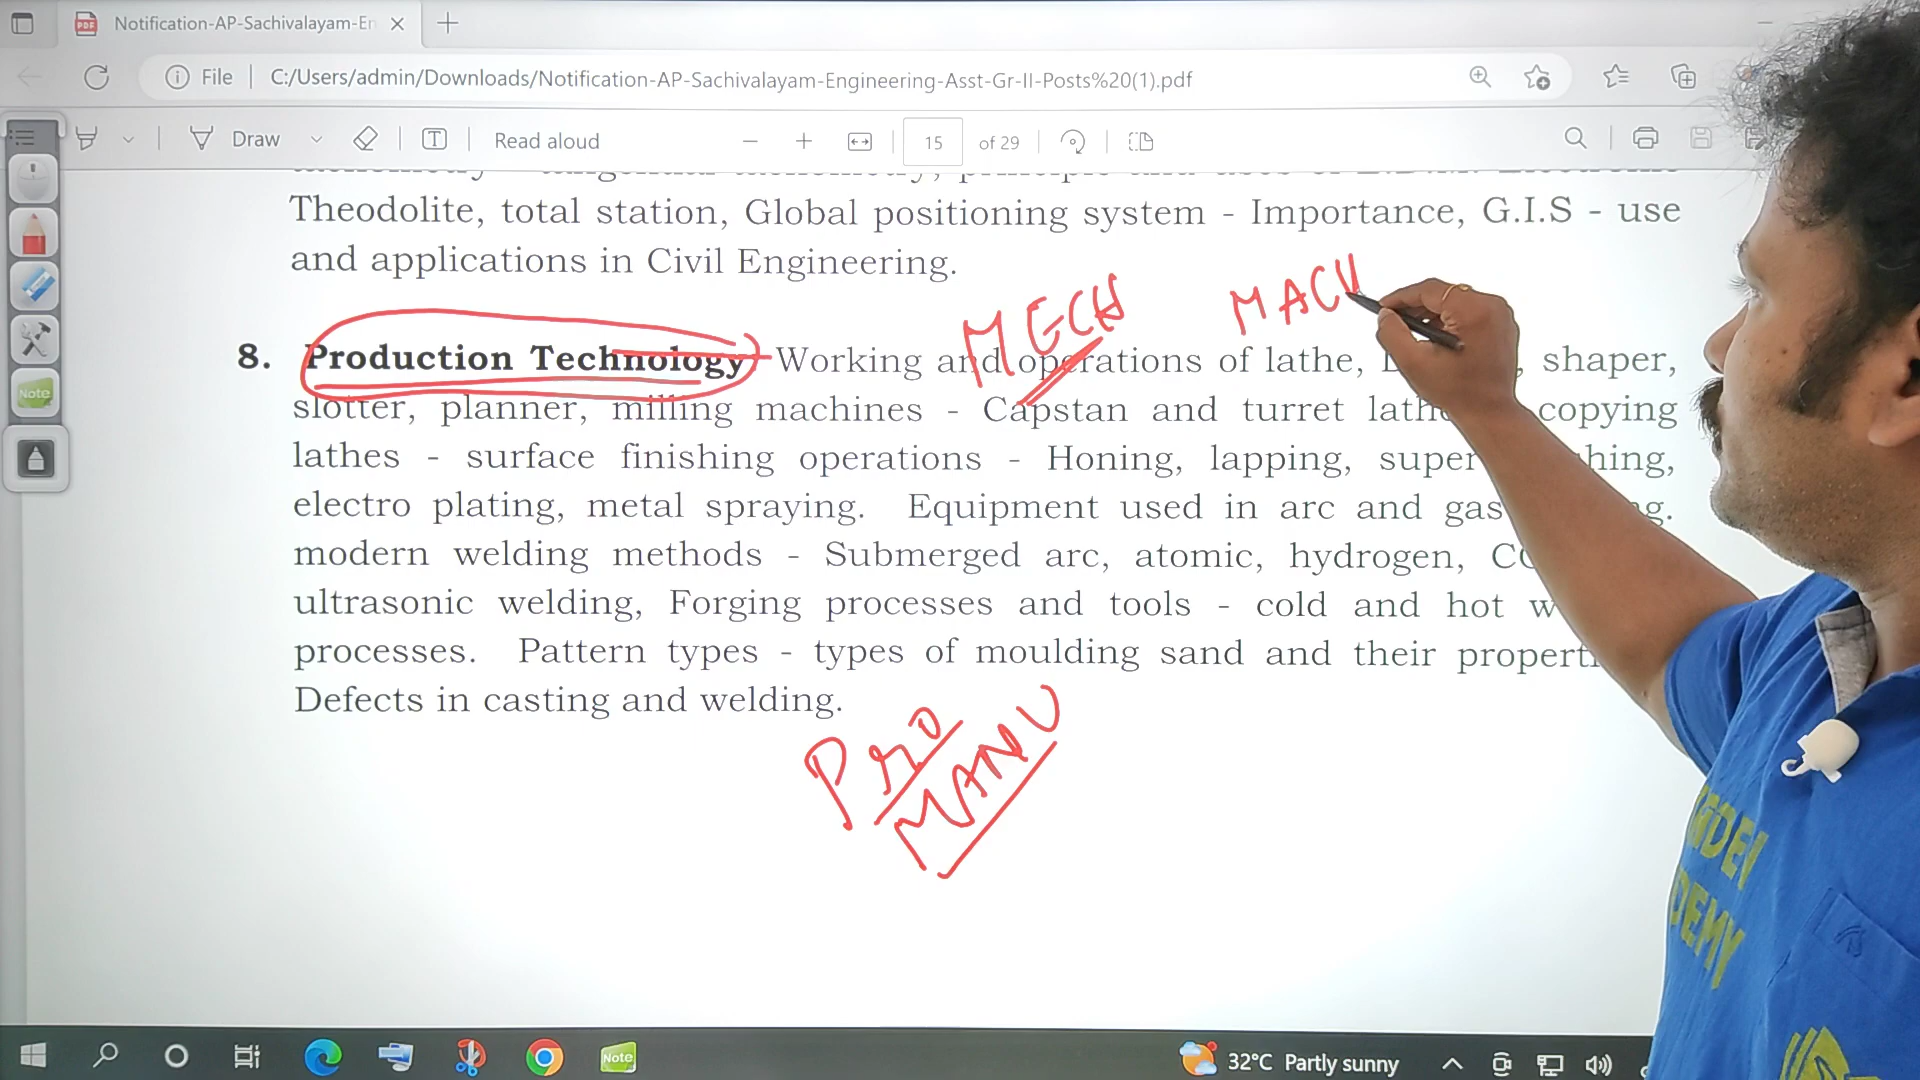 Notification-AP-Sachivalayam-En
File C:/Users/admin/Downloads/Notification-AP-Sachivalayam-Engineering-Asst-Gr-II-Posts%20(1).pdf
Draw Read aloud 15 of 29
Theodolite, total station, Global positioning system - Importance, G.I.S - use
and applications in Civil Engineering.
MECH MACH
8. Production Technology Working and operations of lathe, shaper,
slotter, planner, milling machines - Capstan and turret copying
lathes - surface finishing operations - Honing, lapping, super
electro plating, metal spraying. Equipment used in arc and gas
modern welding methods - Submerged arc, atomic, hydrogen,
ultrasonic welding, Forging processes and tools - cold and hot
processes. Pattern types - types of moulding sand and their
Defects in casting and welding.
Pro
MANU
Note
Note
32°C Partly sunny